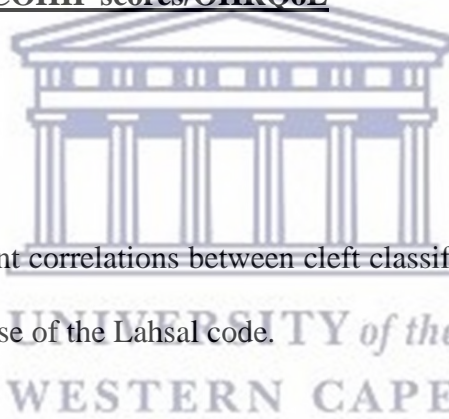 COHIP scores/OHRQoL
nt correlations between cleft classif
se of the Lahsal code.
UNIVERSITY of the
WESTERN CAPE